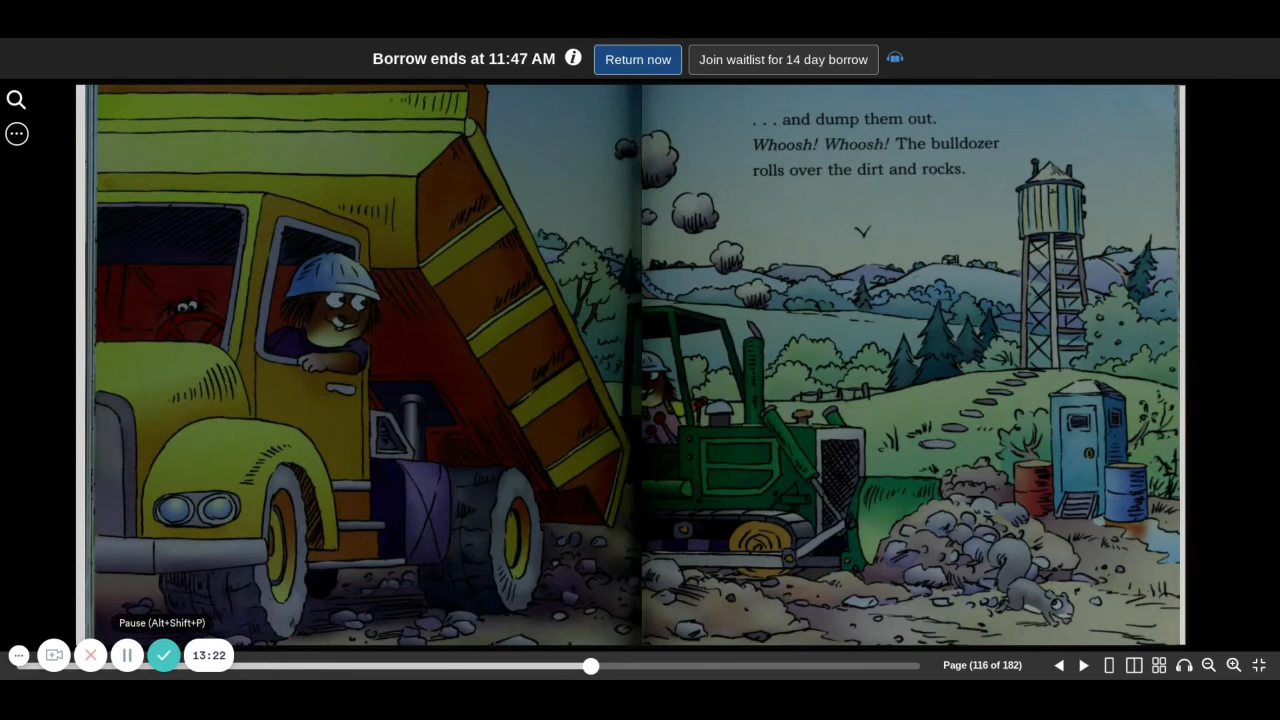 Borrow ends at 11:47 AM
Return now
Join waitlist for 14 day borrow
. . . and dump them out.
Whoosh! Whoosh! The bulldozer
rolls over the dirt and rocks.
Pause (Alt+Shift+P)
13:22
Page (116 of 182)